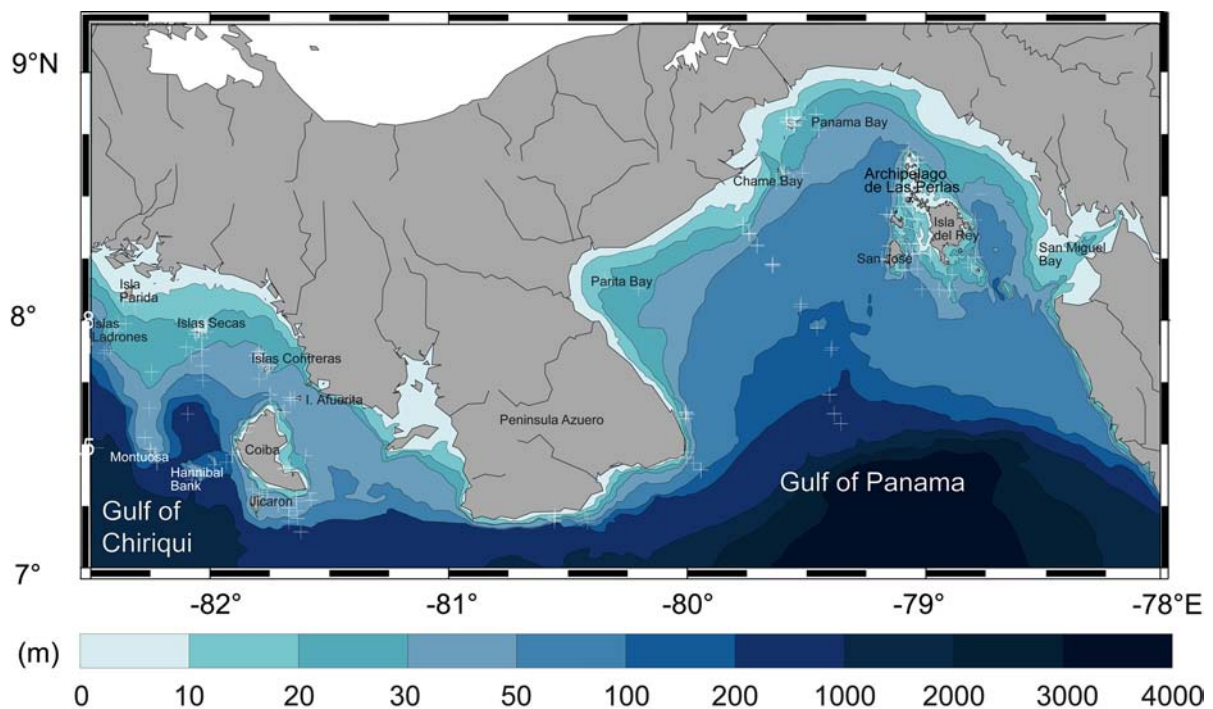 9°N
Panama Bay
Chame Bay
Archipelago
de Las Perlas
Isla
del Rey
San Miguel
Bay
San José
Parita Bay
Isla
Parida
8°
Islas
Ladrones
Islas Secas
Islas Contreras
I. Afuerita
Peninsula Azuero
Coiba
Montuosa
Hannibal
Bank
Jicaron
Gulf of
Chiriqui
Gulf of Panama
7°
-82° -81° -80° -79° -78°E
(m)
0 10 20 30 50 100 200 1000 2000 3000 4000